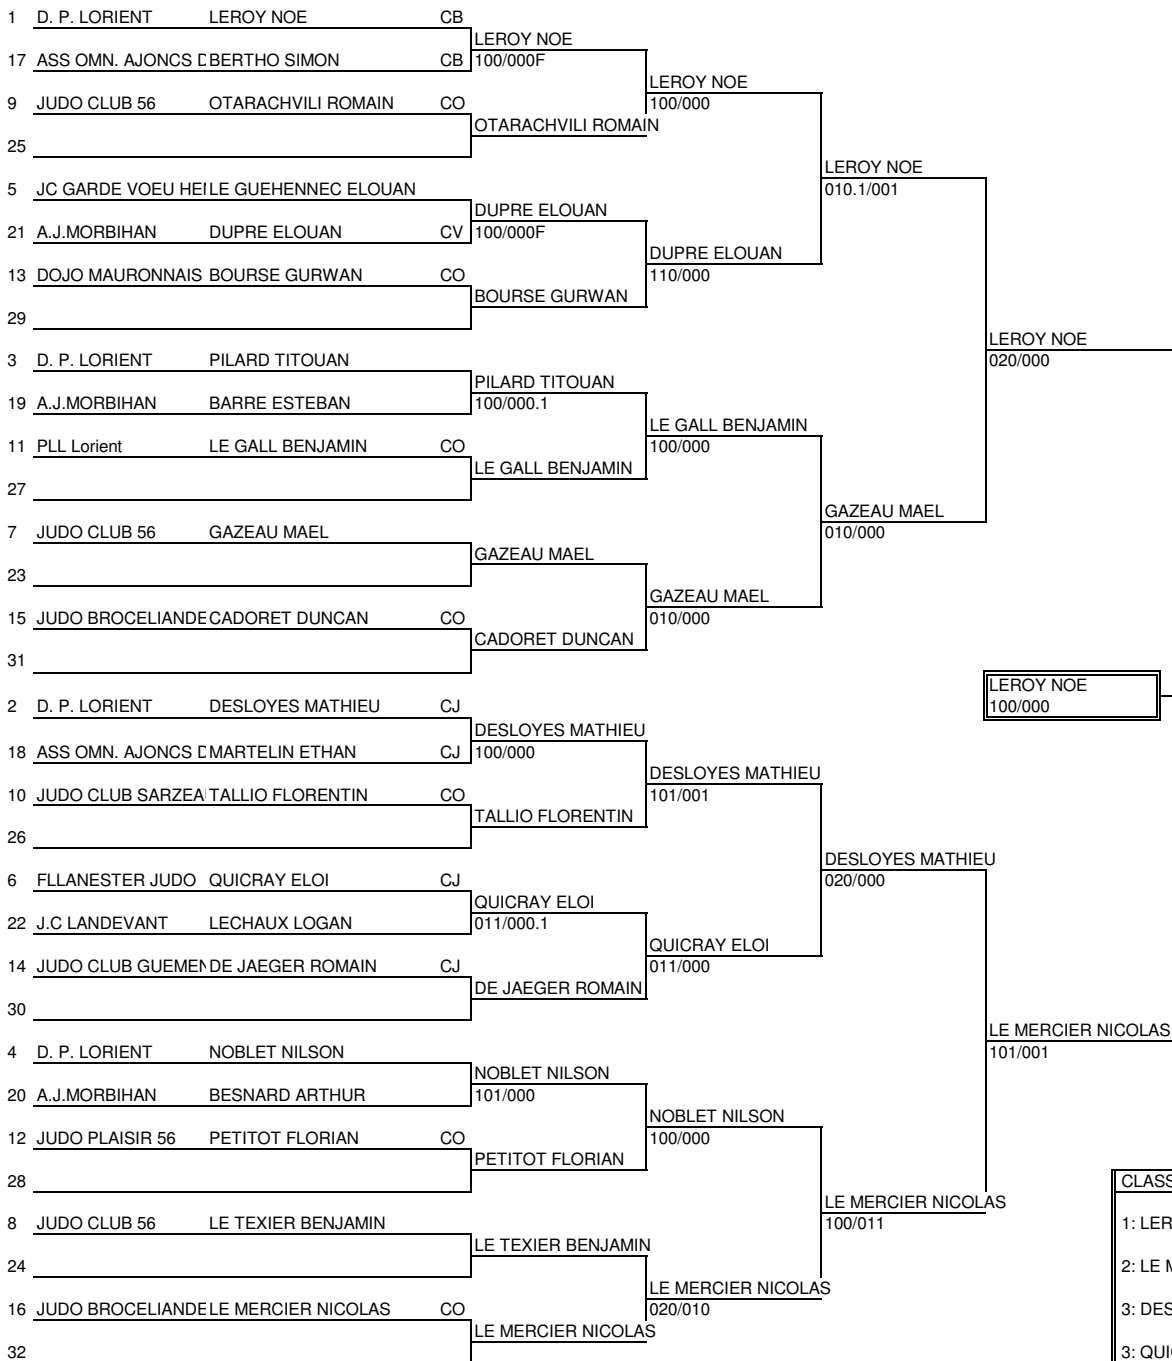 1 D. P. LORIENT LEROY NOE CB
LEROY NOE
17 ASS OMN. AJONCS D BERTHO SIMON CB 100/000F
LEROY NOE
9 JUDO CLUB 56 OTARACHVILI ROMAIN CO 100/000
OTARACHVILI ROMAIN
25
LEROY NOE
5 JC GARDE VOEU HEI LE GUEHENNEC ELOUAN 010.1/001
DUPRE ELOUAN
21 A.J.MORBIHAN DUPRE ELOUAN CV 100/000F
DUPRE ELOUAN
13 DOJO MAURONNAIS BOURSE GURWAN CO 110/000
BOURSE GURWAN
29
LEROY NOE
3 D. P. LORIENT PILARD TITOUAN 020/000
PILARD TITOUAN
19 A.J.MORBIHAN BARRE ESTEBAN 100/000.1
LE GALL BENJAMIN
11 PLL Lorient LE GALL BENJAMIN CO 100/000
LE GALL BENJAMIN
27
GAZEAU MAEL
7 JUDO CLUB 56 GAZEAU MAEL 010/000
GAZEAU MAEL
23
GAZEAU MAEL
15 JUDO BROCELIANDE CADORET DUNCAN CO 010/000
CADORET DUNCAN
31
LEROY NOE
2 D. P. LORIENT DESLOYES MATHIEU CJ 100/000
DESLOYES MATHIEU
18 ASS OMN. AJONCS D MARTELIN ETHAN CJ 100/000
DESLOYES MATHIEU
10 JUDO CLUB SARZEA TALLIO FLORENTIN CO 101/001
TALLIO FLORENTIN
26
DESLOYES MATHIEU
6 FLLANESTER JUDO QUICRAY ELOI CJ 020/000
QUICRAY ELOI
22 J.C LANDEVANT LECHAUX LOGAN 011/000.1
QUICRAY ELOI
14 JUDO CLUB GUEMEN DE JAEGER ROMAIN CJ 011/000
DE JAEGER ROMAIN
30
LE MERCIER NICOLAS
4 D. P. LORIENT NOBLET NILSON 101/001
NOBLET NILSON
20 A.J.MORBIHAN BESNARD ARTHUR 101/000
NOBLET NILSON
12 JUDO PLAISIR 56 PETITOT FLORIAN CO 100/000
PETITOT FLORIAN
28 CLASS
LE MERCIER NICOLAS
8 JUDO CLUB 56 LE TEXIER BENJAMIN 100/011 1: LER
LE TEXIER BENJAMIN
24 2: LE M
LE MERCIER NICOLAS
16 JUDO BROCELIANDE LE MERCIER NICOLAS CO 020/010 3: DES
LE MERCIER NICOLAS
32 3: QUI